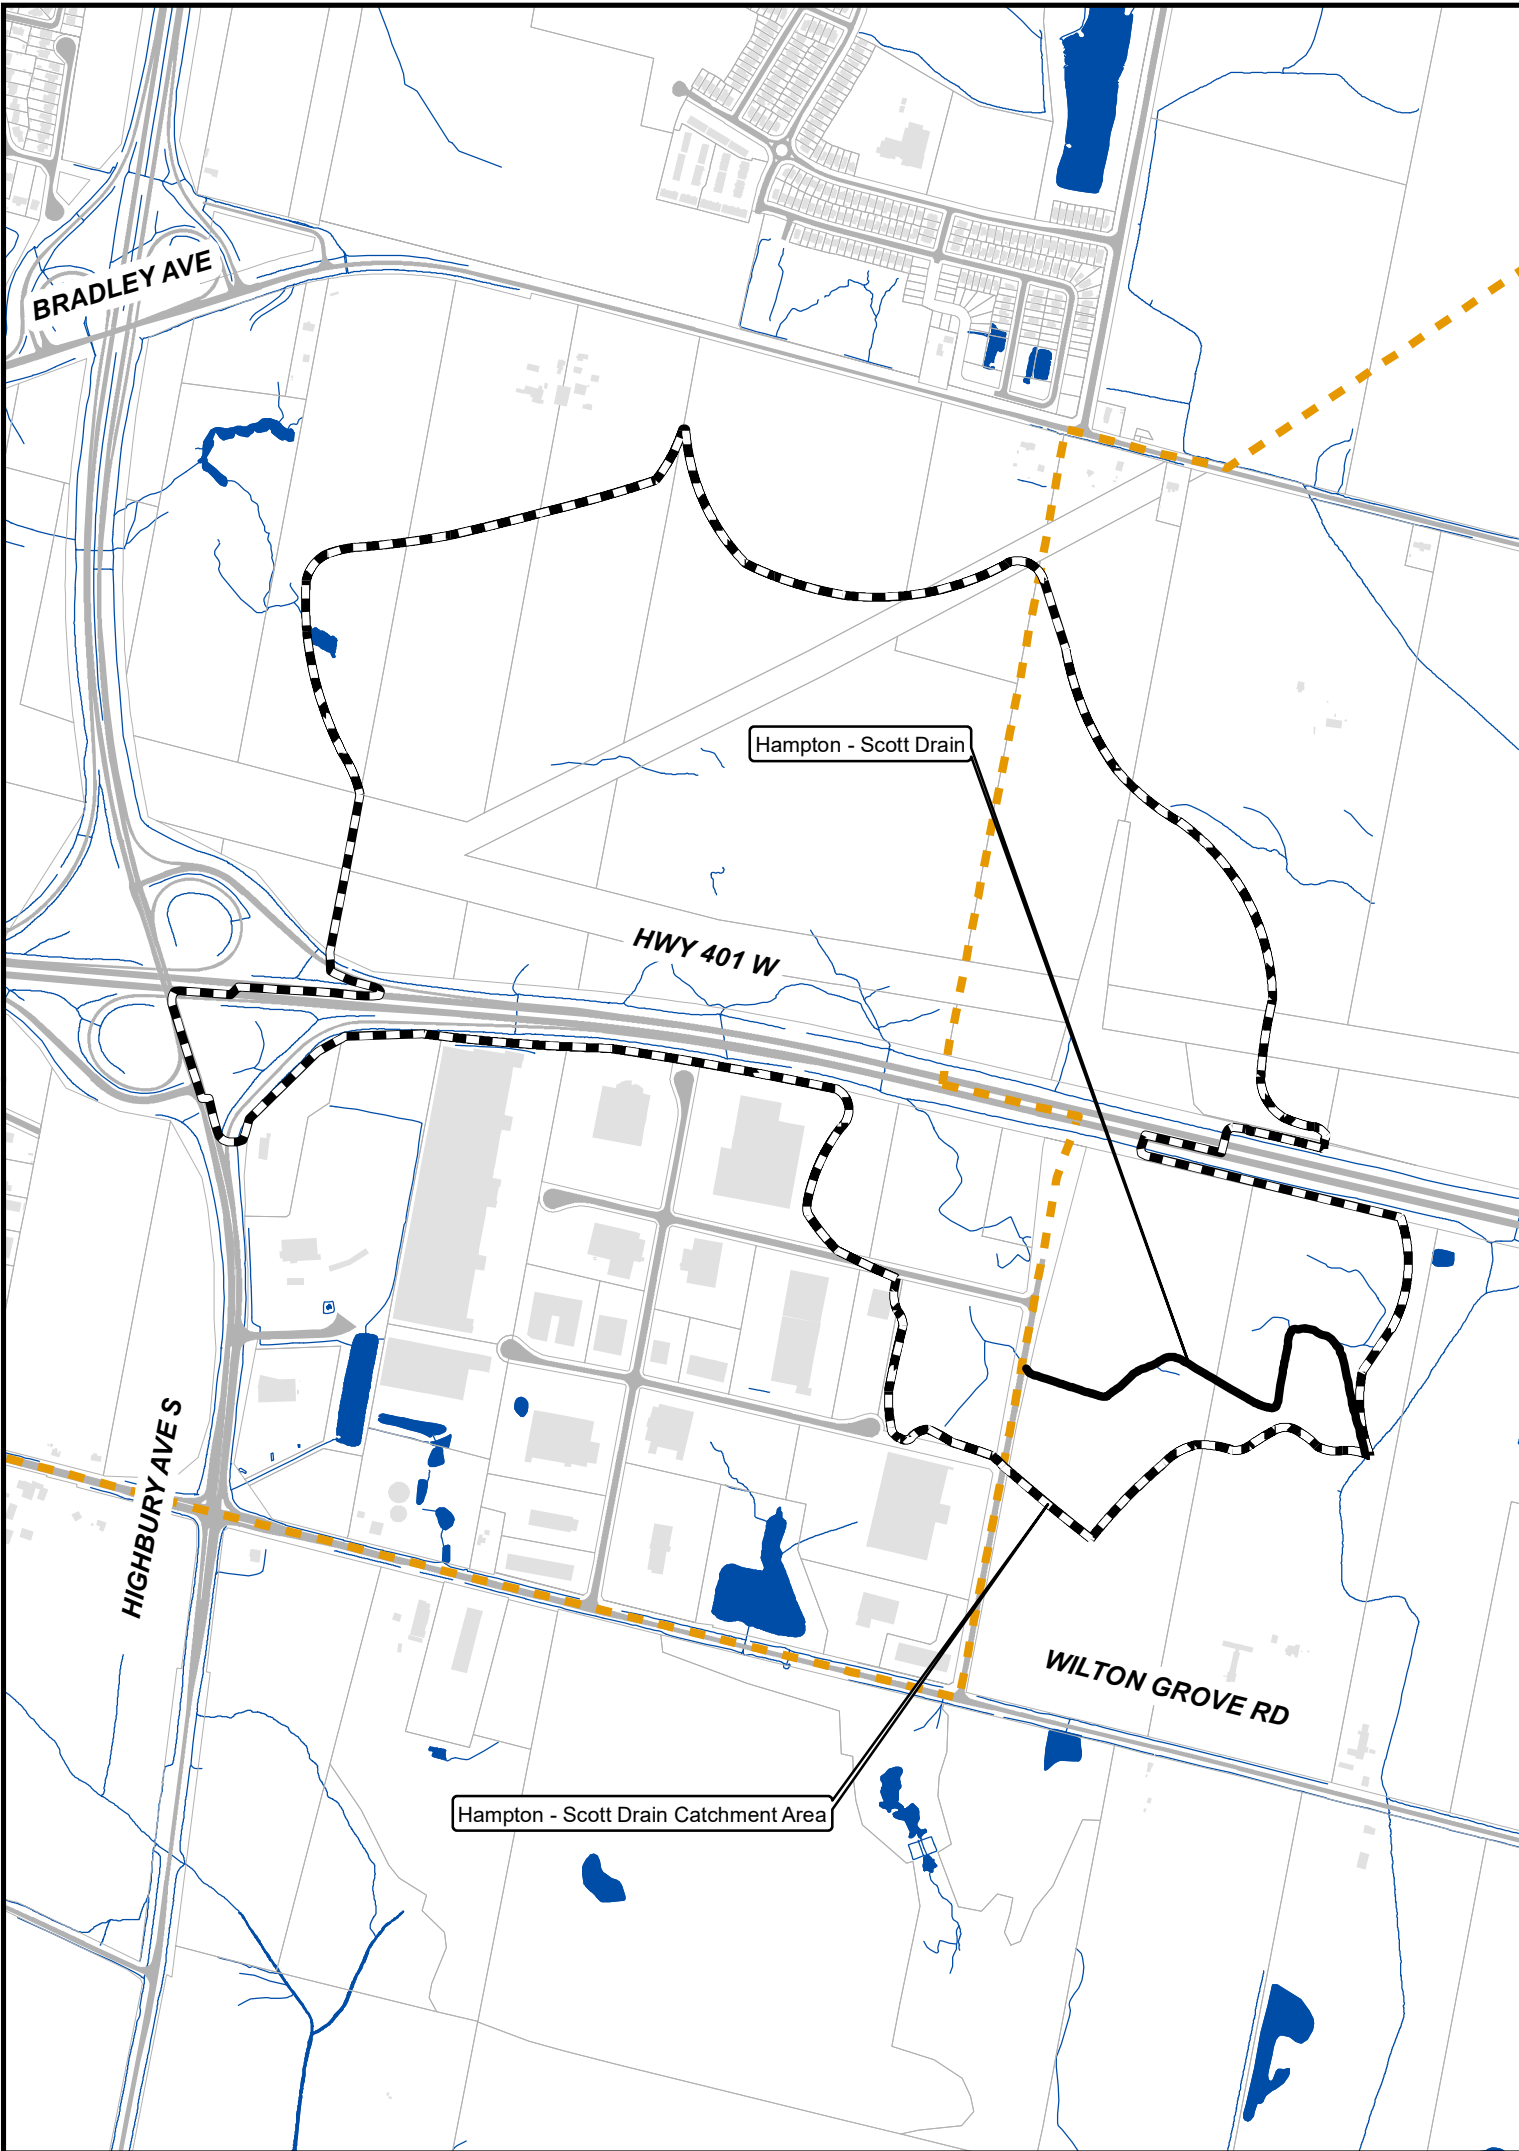 BRADLEY AVE
Hampton - Scott Drain
HWY 401 W
HIGHBURY AVE S
WILTON GROVE RD
Hampton - Scott Drain Catchment Area